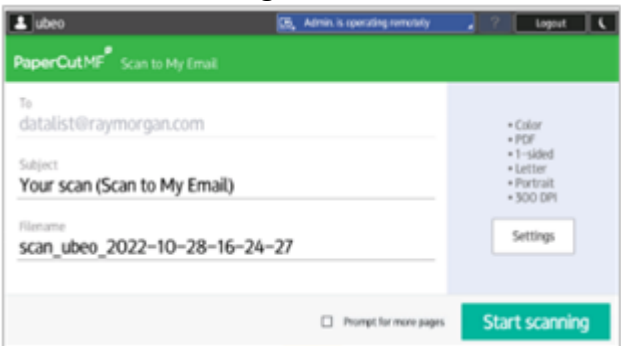 ubeo
Admin. is operating remotely
?
Logout
PaperCut MF Scan to My Email
To
datalist@raymorgan.com
Subject
Your scan (Scan to My Email)
Filename
scan_ubeo_2022-10-28-16-24-27
• Color
• PDF
• 1-sided
• Letter
• Portrait
• 300 DPI
Settings
Prompt for more pages
Start scanning